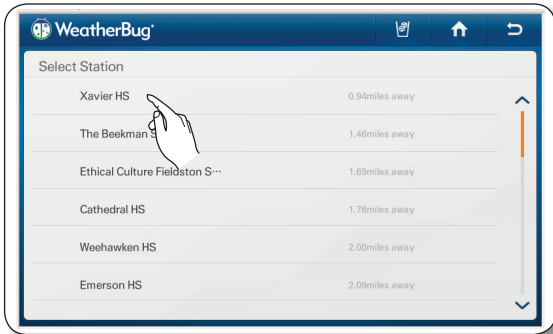 WeatherBug®
Select Station
Xavier HS 0.94miles away
The Beekman S 1.46miles away
Ethical Culture Fieldston S··· 1.69miles away
Cathedral HS 1.78miles away
Weehawken HS 2.00miles away
Emerson HS 2.09miles away